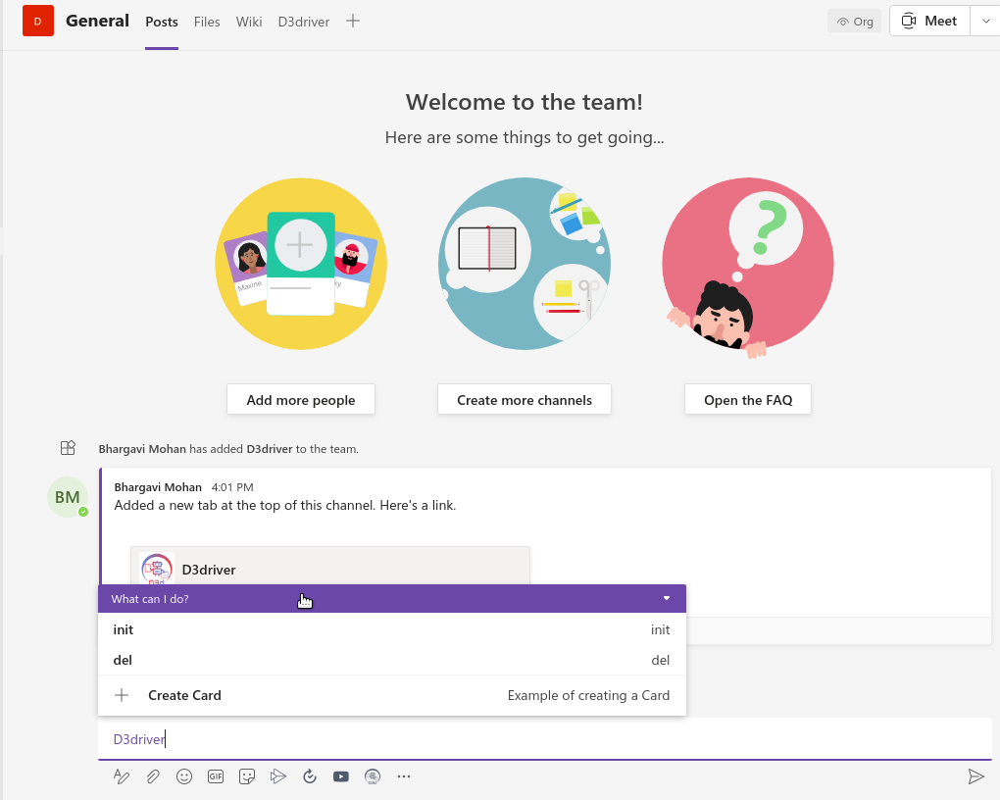 D General Posts Files Wiki D3driver Org Meet
Welcome to the team!
Here are some things to get going...
Maxine
Add more people Create more channels Open the FAQ
Bhargavi Mohan has added D3driver to the team.
BM
Bhargavi Mohan 4:01 PM
Added a new tab at the top of this channel. Here's a link.
D3driver
What can I do?
init init
del del
Create Card Example of creating a Card
D3driver
GIF